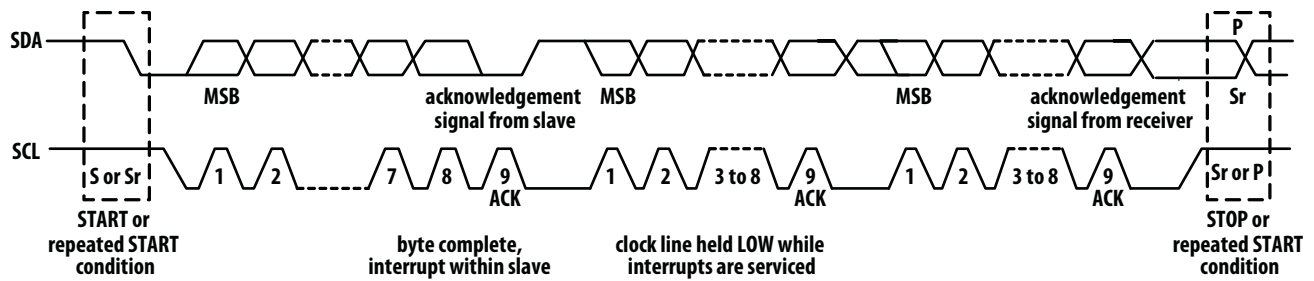 P
SDA
MSB
acknowledgement
signal from slave
MSB
MSB
acknowledgement
signal from receiver
Sr
SCL
S or Sr
1
2
7
8
9
ACK
1
2
3 to 8
9
ACK
1
2
3 to 8
9
ACK
Sr or P
START or
repeated START
condition
byte complete,
interrupt within slave
clock line held LOW while
interrupts are serviced
STOP or
repeated START
condition